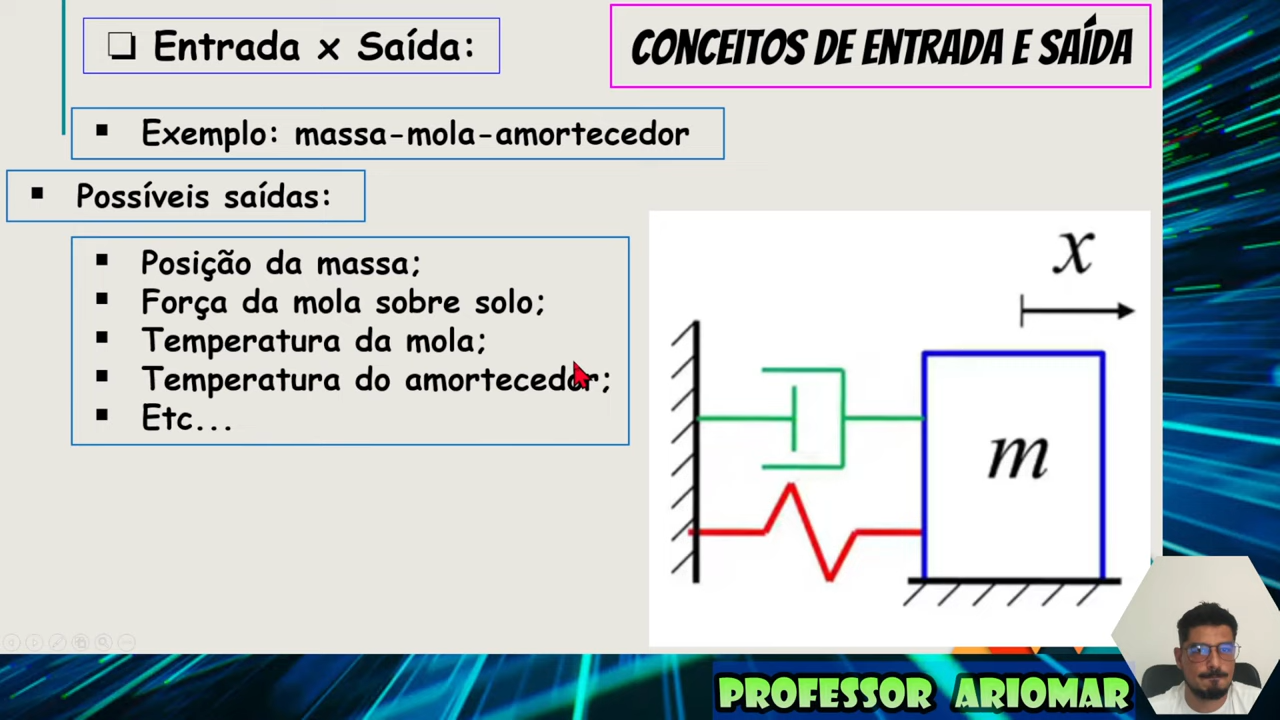 ❑ Entrada x Saída:
CONCEITOS DE ENTRADA E SAÍDA
▪ Exemplo: massa-mola-amortecedor
▪ Possíveis saídas:
▪ Posição da massa;
▪ Força da mola sobre solo;
▪ Temperatura da mola;
▪ Temperatura do amortecedor;
▪ Etc...
x
m
PROFESSOR ARIOMAR